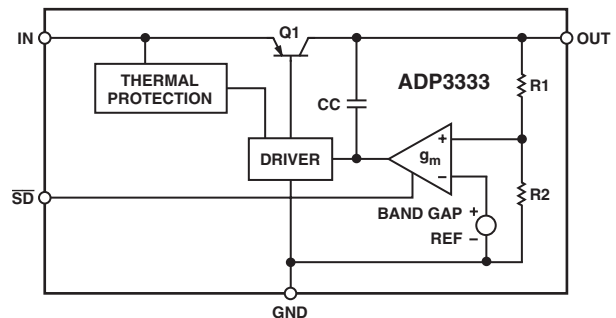 IN
Q1
OUT
THERMAL
PROTECTION
ADP3333
R1
CC
DRIVER
+
gm
−
R2
SD
BAND GAP +
REF −
GND